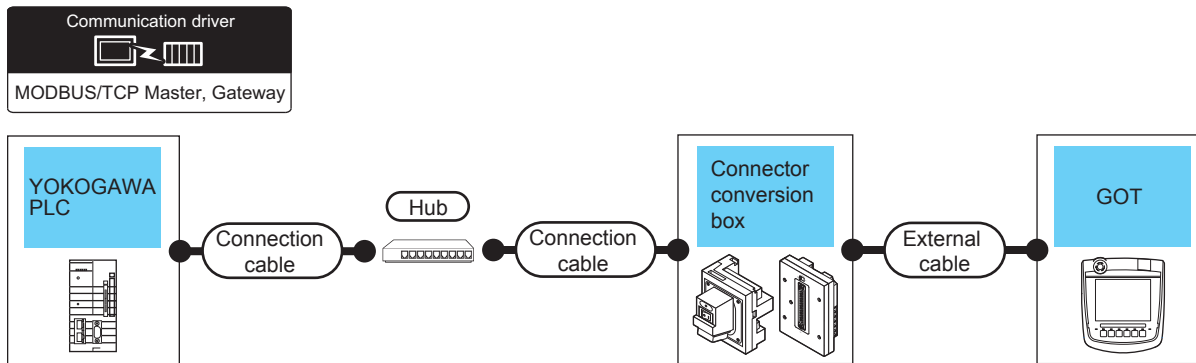 Communication driver
MODBUS/TCP Master, Gateway
YOKOGAWA
PLC
Connection
cable
Hub
Connection
cable
Connector
conversion
box
External
cable
GOT